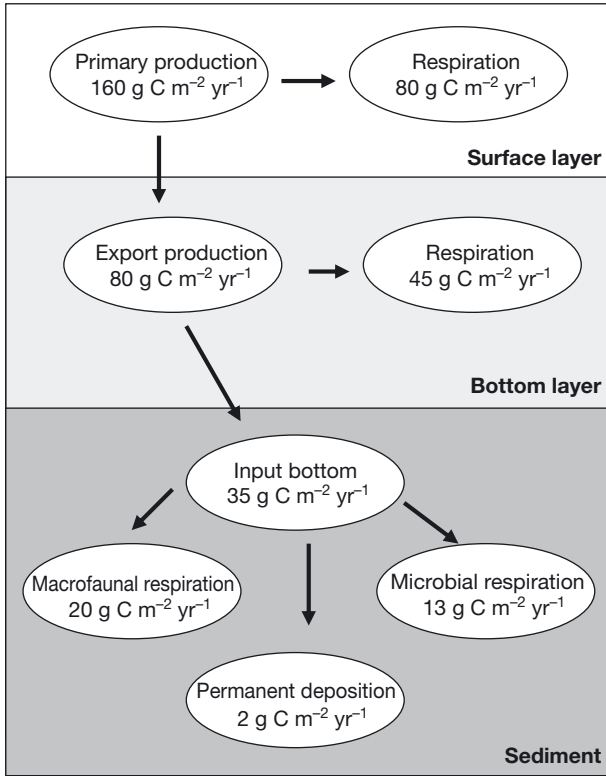 Primary production
160 g C m⁻² yr⁻¹
Respiration
80 g C m⁻² yr⁻¹
Surface layer
Export production
80 g C m⁻² yr⁻¹
Respiration
45 g C m⁻² yr⁻¹
Bottom layer
Input bottom
35 g C m⁻² yr⁻¹
Macrofaunal respiration
20 g C m⁻² yr⁻¹
Microbial respiration
13 g C m⁻² yr⁻¹
Permanent deposition
2 g C m⁻² yr⁻¹
Sediment